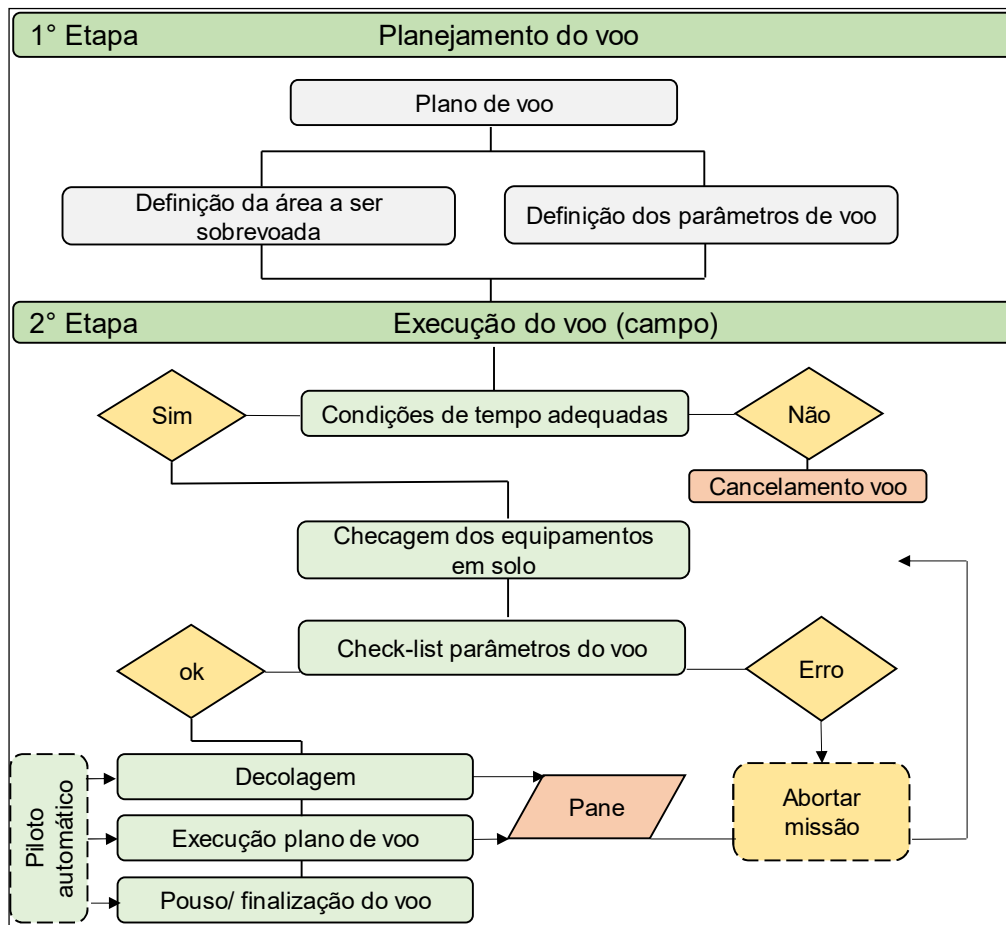 1° Etapa Planejamento do voo
Plano de voo
Definição da área a ser
sobrevoada
Definição dos parâmetros de voo
2° Etapa Execução do voo (campo)
Sim
Condições de tempo adequadas
Não
Cancelamento voo
Checagem dos equipamentos
em solo
Check-list parâmetros do voo
ok
Erro
Piloto
automático
Decolagem
Execução plano de voo
Pouso/ finalização do voo
Pane
Abortar
missão